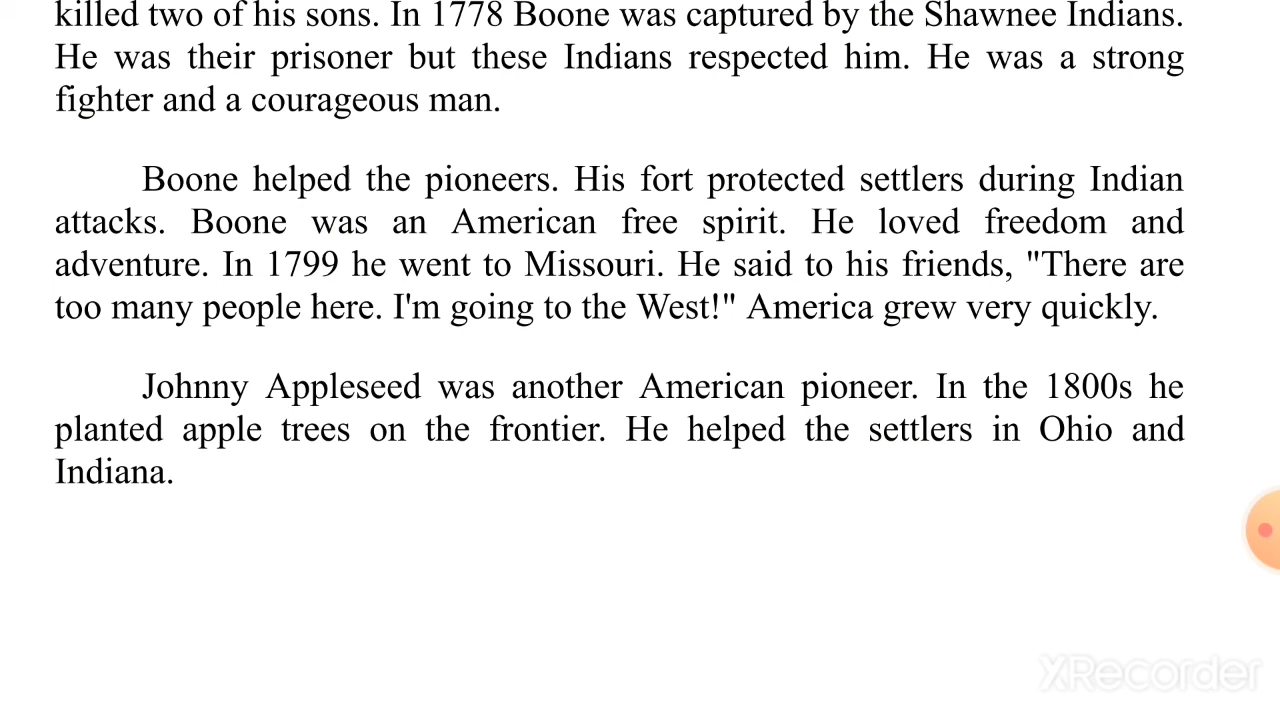 killed two of his sons. In 1778 Boone was captured by the Shawnee Indians.
He was their prisoner but these Indians respected him. He was a strong
fighter and a courageous man.
Boone helped the pioneers. His fort protected settlers during Indian
attacks. Boone was an American free spirit. He loved freedom and
adventure. In 1799 he went to Missouri. He said to his friends, "There are
too many people here. I'm going to the West!" America grew very quickly.
Johnny Appleseed was another American pioneer. In the 1800s he
planted apple trees on the frontier. He helped the settlers in Ohio and
Indiana.
XRecorder